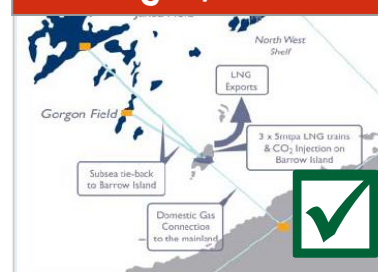 North West
Shelf
LNG
Exports
Gorgon Field
3 x 5mtpa LNG trains
& CO₂ Injection on
Barrow Island
Subsea tie-back
to Barrow Island
Domestic Gas
Connection
to the mainland